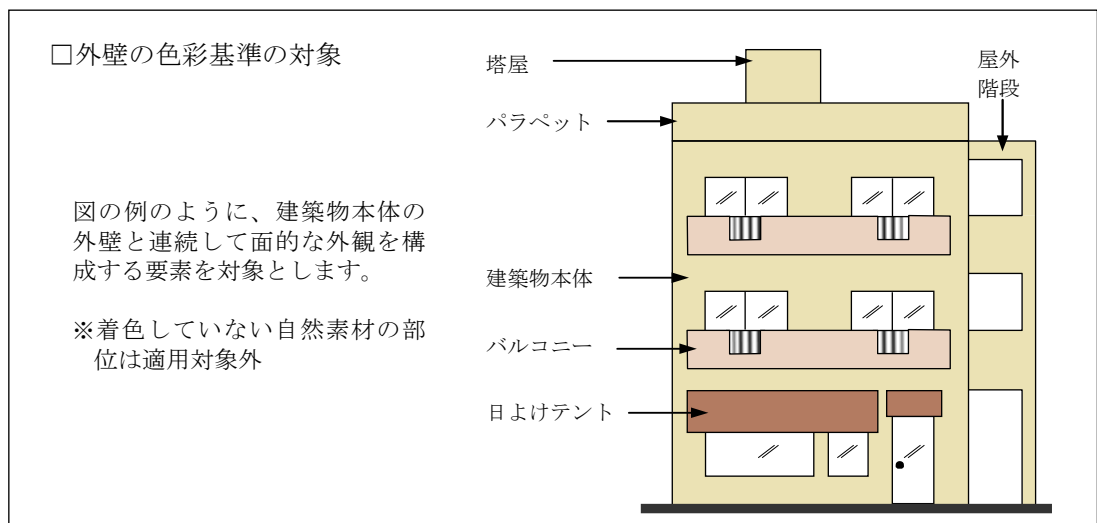 □外壁の色彩基準の対象
図の例のように、建築物本体の
外壁と連続して面的な外観を構
成する要素を対象とします。
※着色していない自然素材の部
位は適用対象外
塔屋
パラペット
建築物本体
バルコニー
日よけテント
屋外
階段